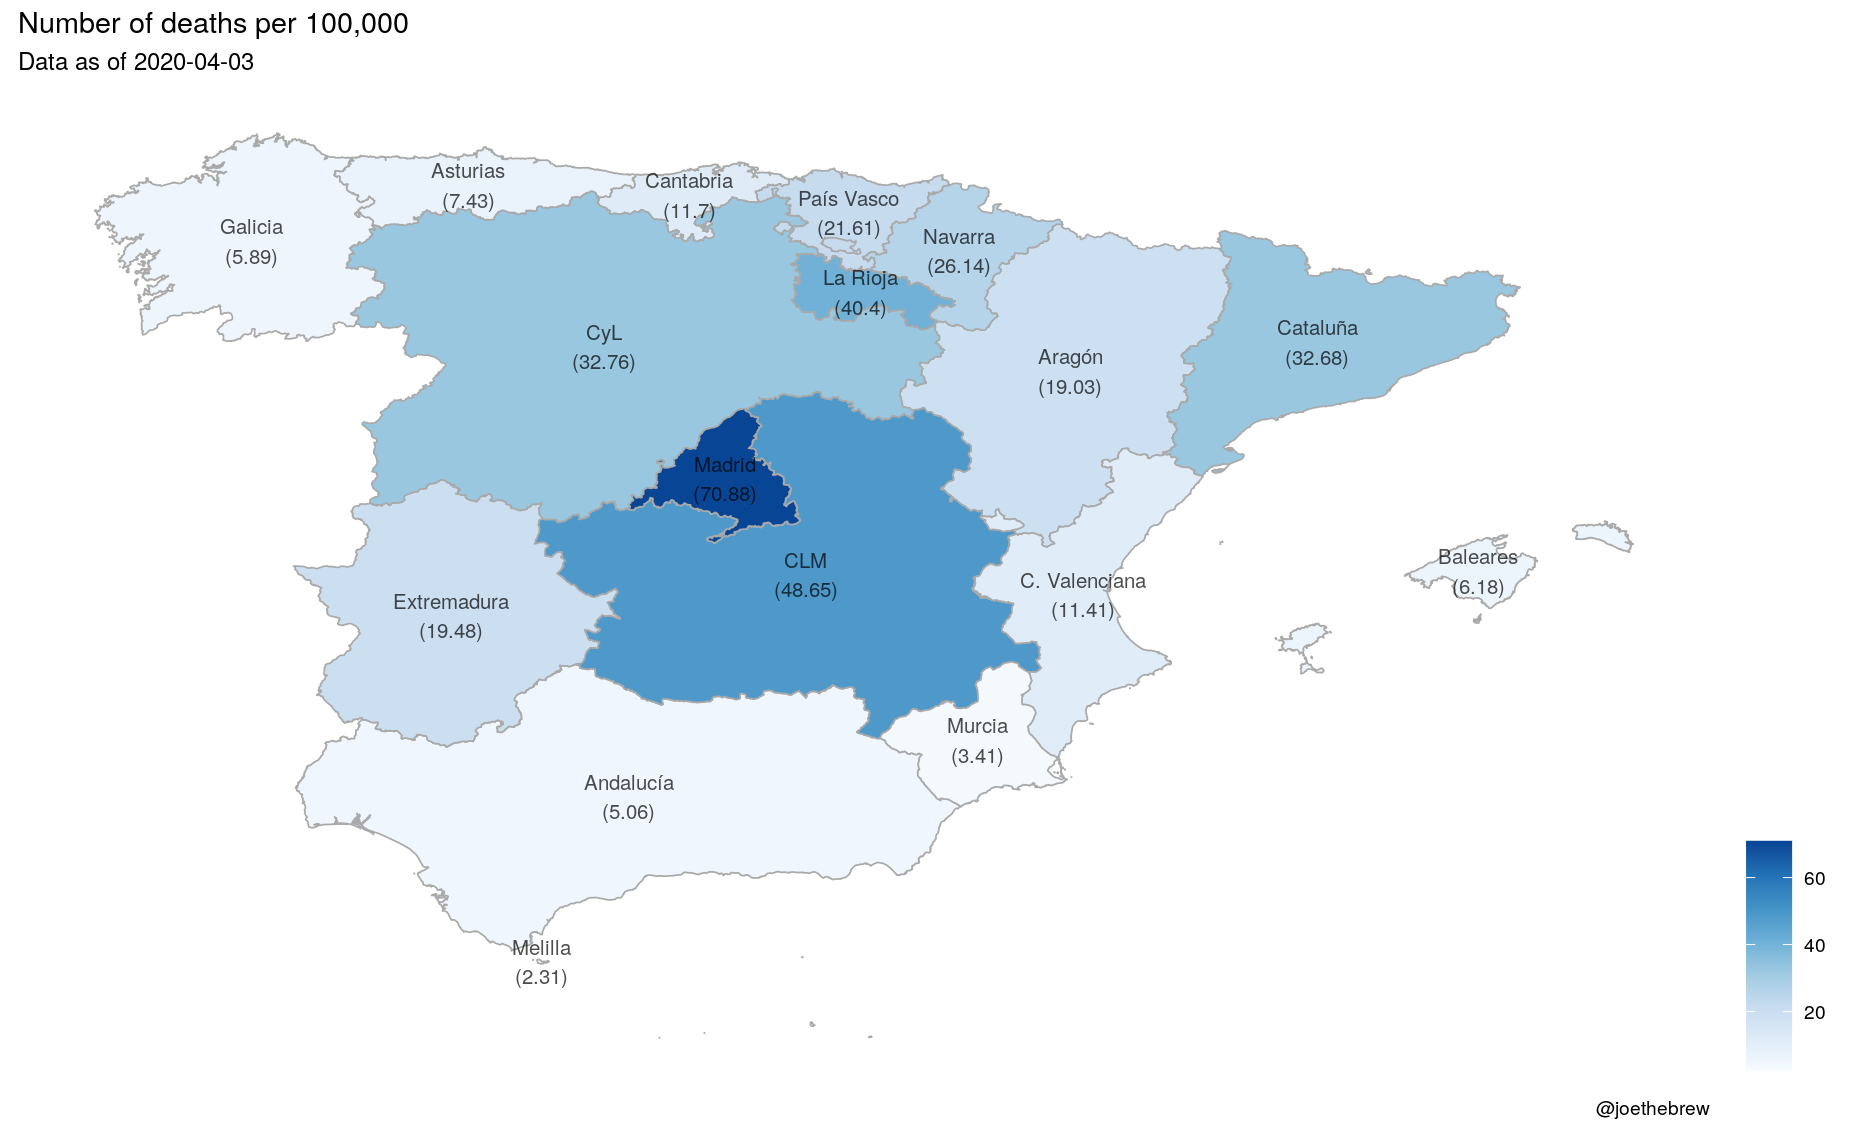 Number of deaths per 100,000
Data as of 2020-04-03
Asturias
(7.43)
Cantabria
(11.7)
País Vasco
(21.61)
Galicia
(5.89)
Navarra
(26.14)
La Rioja
(40.4)
CyL
(32.76)
Cataluña
(32.68)
Aragón
(19.03)
Madrid
(70.88)
CLM
(48.65)
Baleares
(6.18)
C. Valenciana
(11.41)
Extremadura
(19.48)
Murcia
(3.41)
Andalucía
(5.06)
Melilla
(2.31)
60
40
20
@joethebrew